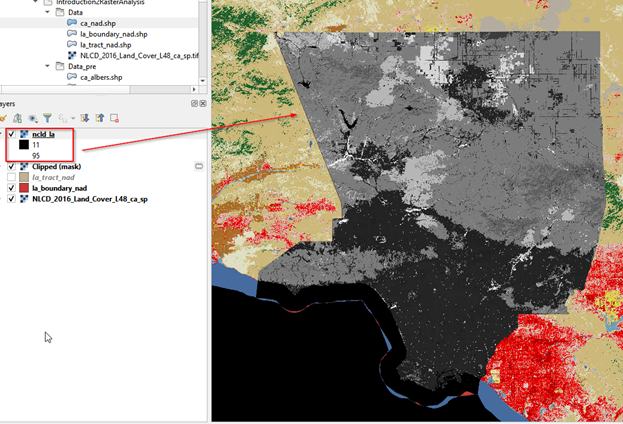 Introduction2RasterAnalysis
Data
ca_nad.shp
la_boundary_nad.shp
la_tract_nad.shp
NLCD_2016_Land_Cover_L48_ca_sp.tif
Data_pre
ca_albers.shp
ayers
ncld_la
11
95
Clipped (mask)
la_tract_nad
la_boundary_nad
NLCD_2016_Land_Cover_L48_ca_sp